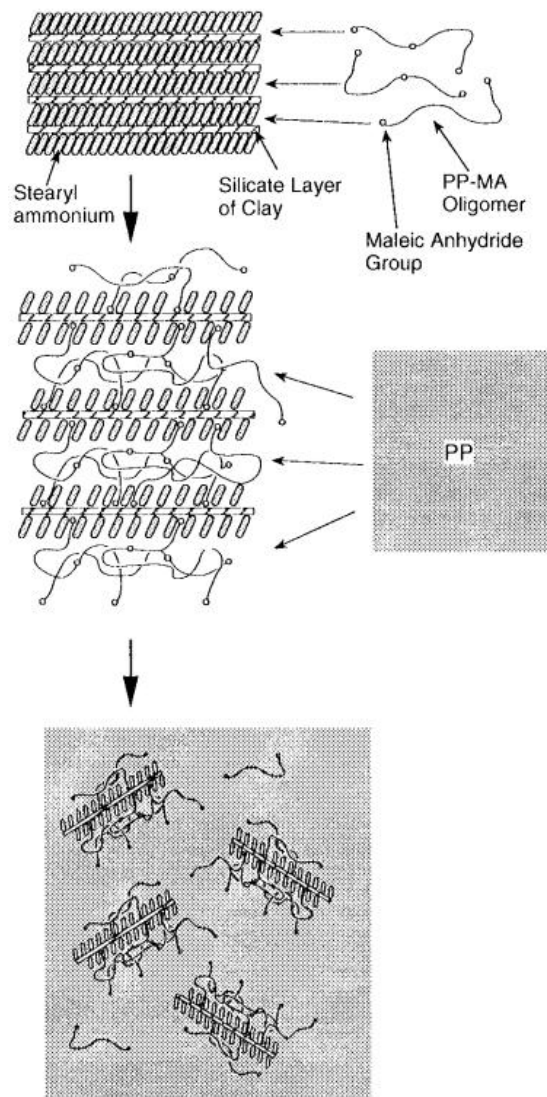 Stearyl
ammonium
Silicate Layer
of Clay
PP-MA
Oligomer
Maleic Anhydride
Group
PP